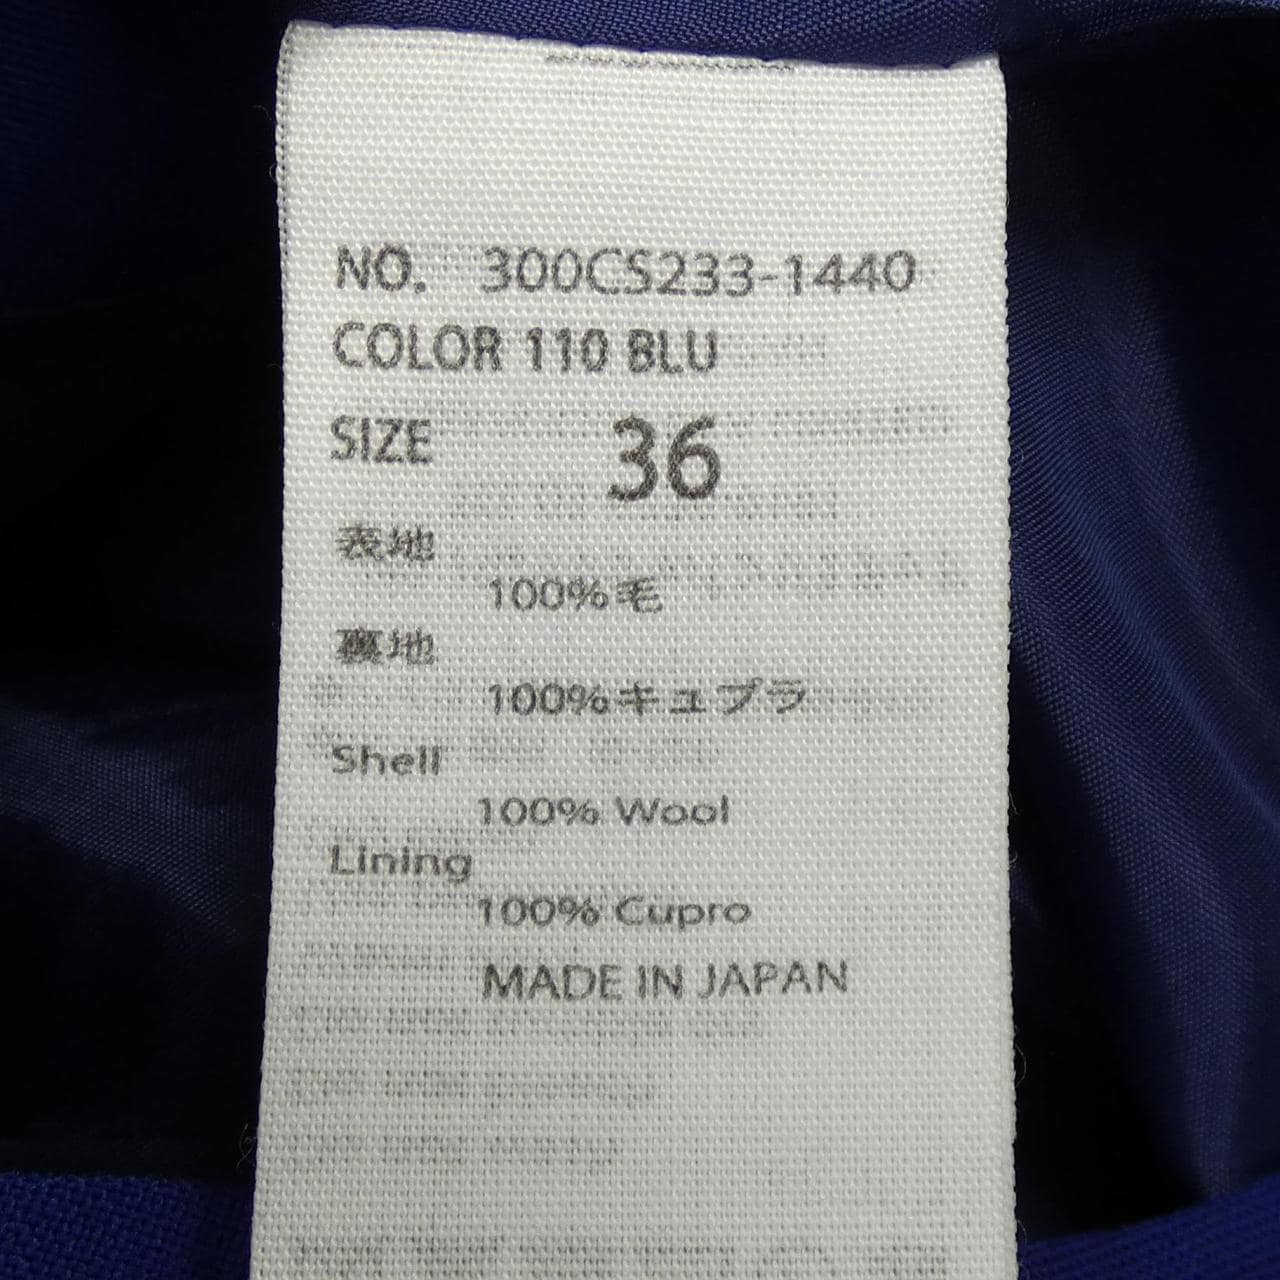 NO. 300CS233-1440
COLOR 110 BLU
SIZE 36
表地
100%毛
裏地
100%キュプラ
Shell
100% Wool
Lining
100% Cupro
MADE IN JAPAN